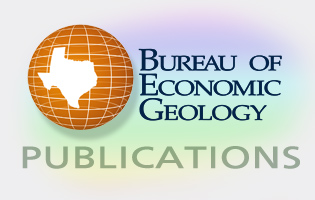 Bureau of
Economic
Geology
PUBLICATIONS